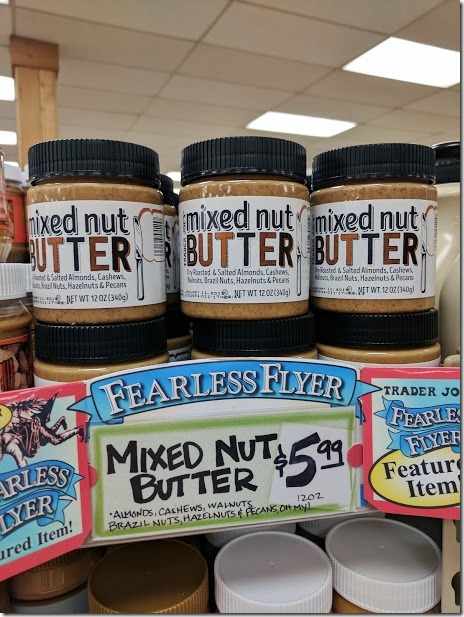 mixed nut
BUTTER
Dry Roasted & Salted Almonds, Cashews,
Walnuts, Brazil Nuts, Hazelnuts & Pecans
NET WT. 12 OZ (340g)
mixed nut
BUTTER
Dry Roasted & Salted Almonds, Cashews,
Walnuts, Brazil Nuts, Hazelnuts & Pecans
NET WT. 12 OZ (340g)
mixed nut
BUTTER
Dry Roasted & Salted Almonds, Cashews,
Walnuts, Brazil Nuts, Hazelnuts & Pecans
NET WT. 12 OZ (340g)
FEARLESS FLYER
MIXED NUT
BUTTER
$5.99
12OZ
•ALMONDS, CASHEWS, WALNUTS
BRAZIL NUTS, HAZELNUTS & PECANS, OH MY!
EARLESS
LYER
ured Item!
TRADER JO
FEARLESS
FLYER
Featur
Item